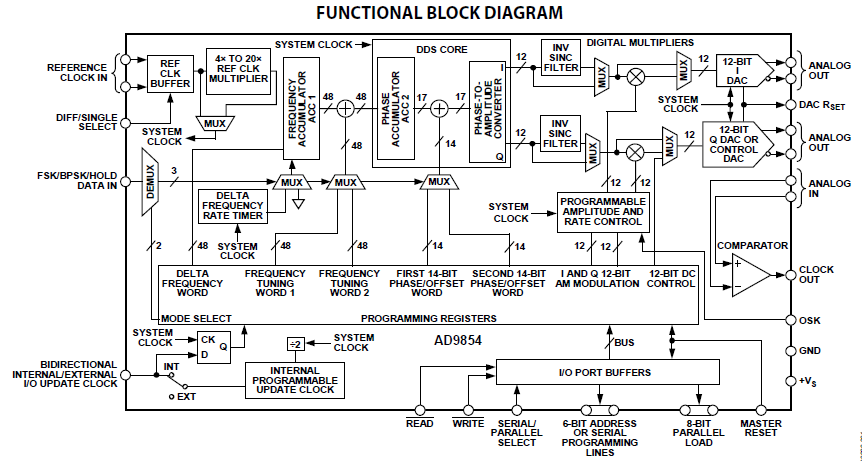 FUNCTIONAL BLOCK DIAGRAM
REFERENCE
CLOCK IN
REF
CLK
BUFFER
4× TO 20×
REF CLK
MULTIPLIER
SYSTEM CLOCK
DDS CORE
DIGITAL MULTIPLIERS
FREQUENCY
ACCUMULATOR
ACC 1
48
48
PHASE
ACCUMULATOR
ACC 2
17
17
PHASE-TO-
AMPLITUDE
CONVERTER
I
Q
12
INV
SINC
FILTER
MUX
MUX
12
12-BIT
I
DAC
ANALOG
OUT
DIFF/SINGLE
SELECT
MUX
SYSTEM
CLOCK
48
14
12
INV
SINC
FILTER
MUX
MUX
12
SYSTEM
CLOCK
DAC RSET
12-BIT
Q DAC OR
CONTROL
DAC
ANALOG
OUT
FSK/BPSK/HOLD
DATA IN
DEMUX
3
MUX
MUX
MUX
12
12
ANALOG
IN
DELTA
FREQUENCY
RATE TIMER
SYSTEM
CLOCK
SYSTEM
CLOCK
PROGRAMMABLE
AMPLITUDE AND
RATE CONTROL
2
48
48
48
14
14
12
12
COMPARATOR
+
–
CLOCK
OUT
DELTA
FREQUENCY
WORD
FREQUENCY
TUNING
WORD 1
FREQUENCY
TUNING
WORD 2
FIRST 14-BIT
PHASE/OFFSET
WORD
SECOND 14-BIT
PHASE/OFFSET
WORD
I AND Q 12-BIT
AM MODULATION
12-BIT DC
CONTROL
MODE SELECT
PROGRAMMING REGISTERS
OSK
SYSTEM
CLOCK
CK
D
Q
÷2
SYSTEM
CLOCK
AD9854
BUS
GND
BIDIRECTIONAL
INTERNAL/EXTERNAL
I/O UPDATE CLOCK
INT
EXT
INTERNAL
PROGRAMMABLE
UPDATE CLOCK
I/O PORT BUFFERS
+VS
READ
WRITE
SERIAL/
PARALLEL
SELECT
6-BIT ADDRESS
OR SERIAL
PROGRAMMING
LINES
8-BIT
PARALLEL
LOAD
MASTER
RESET